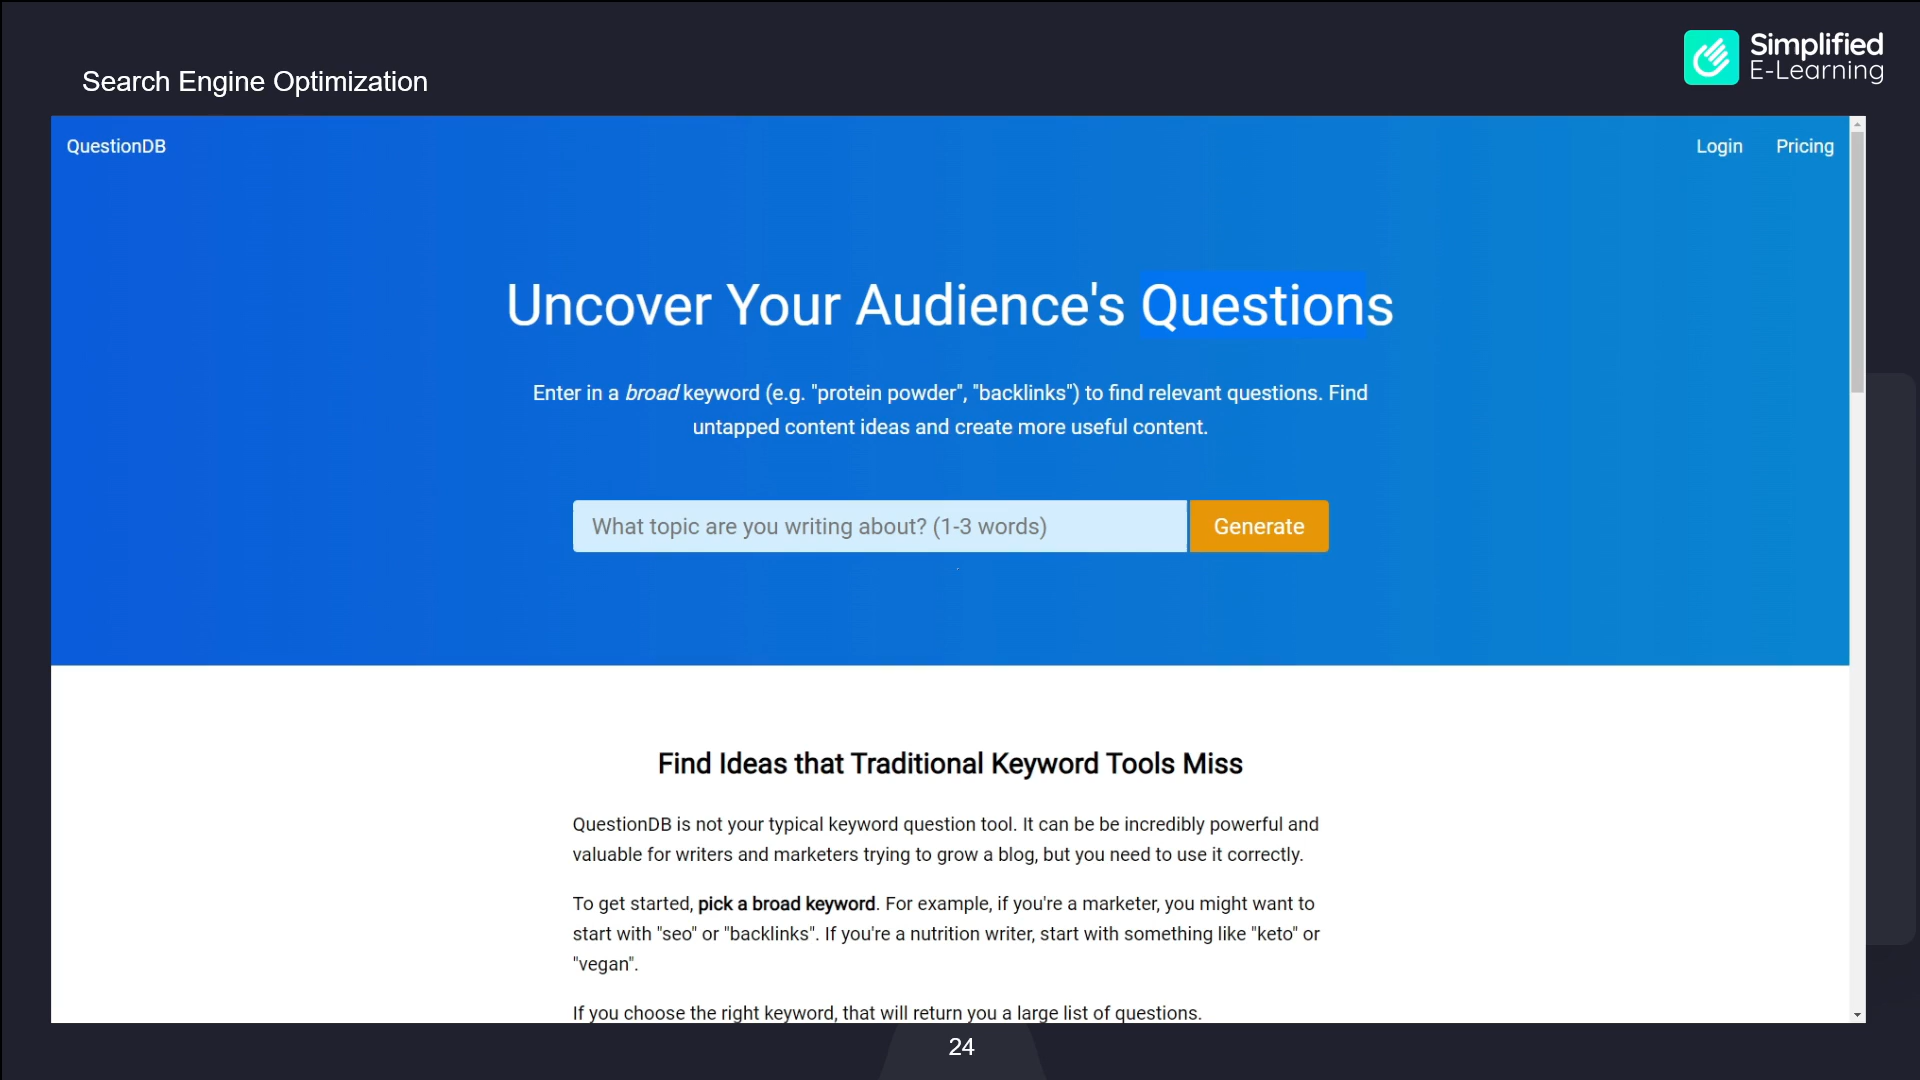 Simplified
E-Learning
Search Engine Optimization
QuestionDB
Login
Pricing
Uncover Your Audience's Questions
Enter in a broad keyword (e.g. "protein powder", "backlinks") to find relevant questions. Find
untapped content ideas and create more useful content.
What topic are you writing about? (1-3 words)
Generate
Find Ideas that Traditional Keyword Tools Miss
QuestionDB is not your typical keyword question tool. It can be be incredibly powerful and
valuable for writers and marketers trying to grow a blog, but you need to use it correctly.
To get started, pick a broad keyword. For example, if you're a marketer, you might want to
start with "seo" or "backlinks". If you're a nutrition writer, start with something like "keto" or
"vegan".
If you choose the right keyword, that will return you a large list of questions.
24